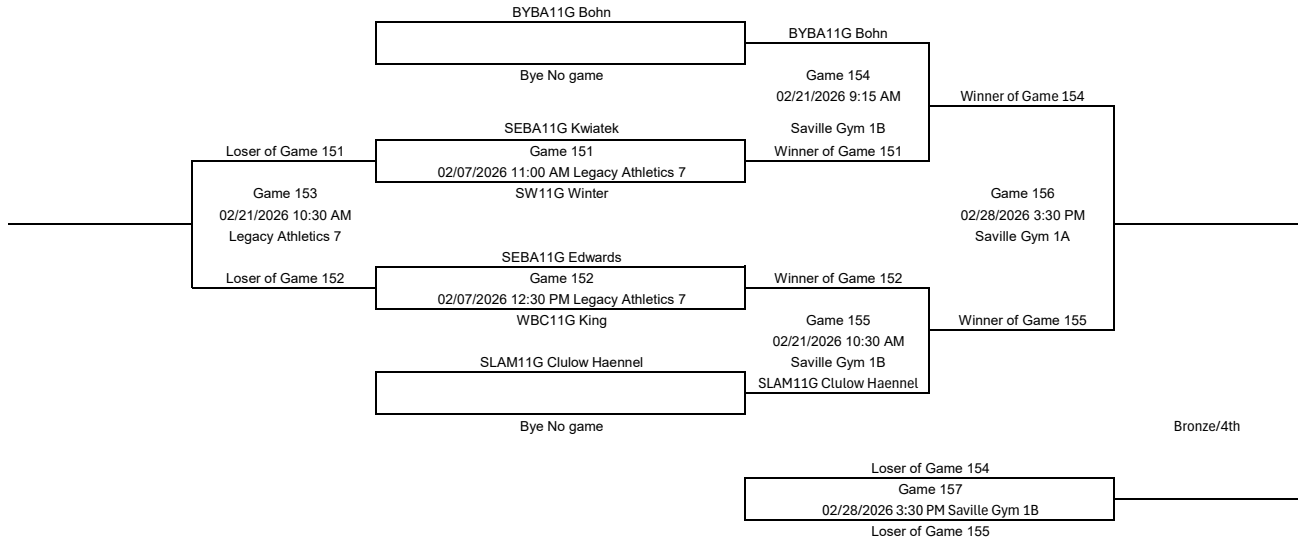 BYBA11G Bohn
BYBA11G Bohn
Bye No game
Game 154
02/21/2026 9:15 AM
Winner of Game 154
SEBA11G Kwiatek
Saville Gym 1B
Loser of Game 151
Game 151
Winner of Game 151
02/07/2026 11:00 AM Legacy Athletics 7
Game 153
SW11G Winter
Game 156
02/21/2026 10:30 AM
02/28/2026 3:30 PM
Legacy Athletics 7
Saville Gym 1A
SEBA11G Edwards
Loser of Game 152
Game 152
Winner of Game 152
02/07/2026 12:30 PM Legacy Athletics 7
WBC11G King
Game 155
Winner of Game 155
02/21/2026 10:30 AM
SLAM11G Clulow Haennel
Saville Gym 1B
SLAM11G Clulow Haennel
Bye No game
Bronze/4th
Loser of Game 154
Game 157
02/28/2026 3:30 PM Saville Gym 1B
Loser of Game 155